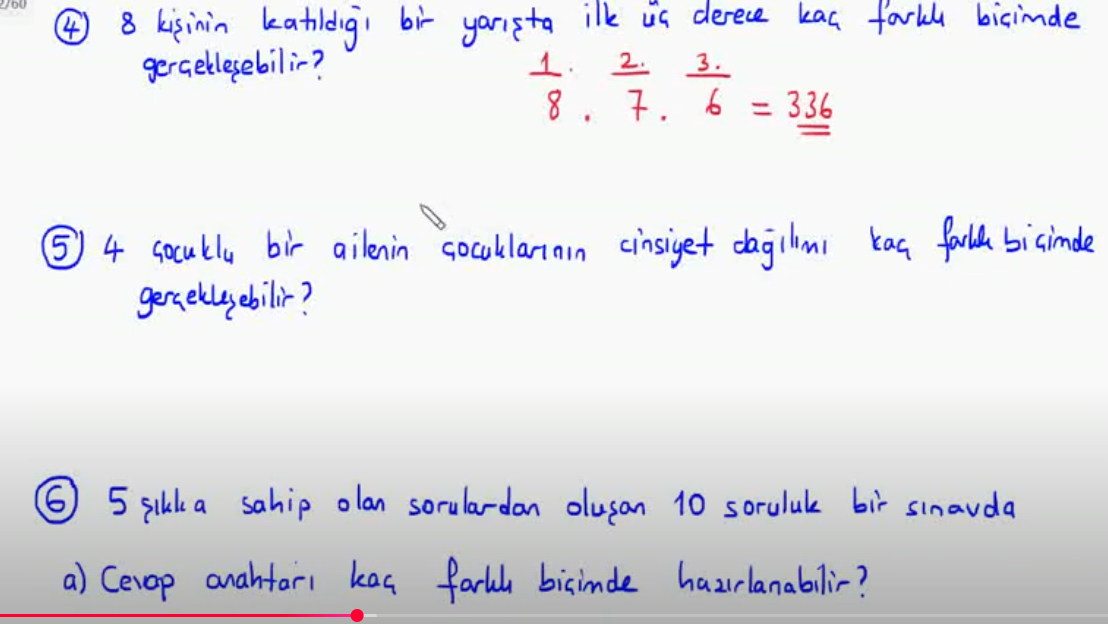 2/60
④ 8 kişinin katıldığı bir yarışta ilk üç derece kaç farklı biçimde
gerçekleşebilir?
1. 2. 3.
8 . 7 . 6 = 336
⑤ 4 çocuklu bir ailenin çocuklarının cinsiyet dağılımı kaç farklı biçimde
gerçekleşebilir?
⑥ 5 şıkka sahip olan sorulardan oluşan 10 soruluk bir sınavda
a) Cevap anahtarı kaç farklı biçimde hazırlanabilir?